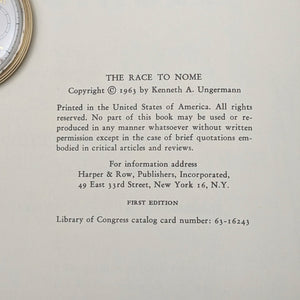 THE RACE TO NOME
Copyright © 1963 by Kenneth A. Ungermann
Printed in the United States of America. All rights
reserved. No part of this book may be used or re-
produced in any manner whatsoever without written
permission except in the case of brief quotations em-
bodied in critical articles and reviews.
For information address
Harper & Row, Publishers, Incorporated,
49 East 33rd Street, New York 16, N.Y.
FIRST EDITION
Library of Congress catalog card number: 63-16243